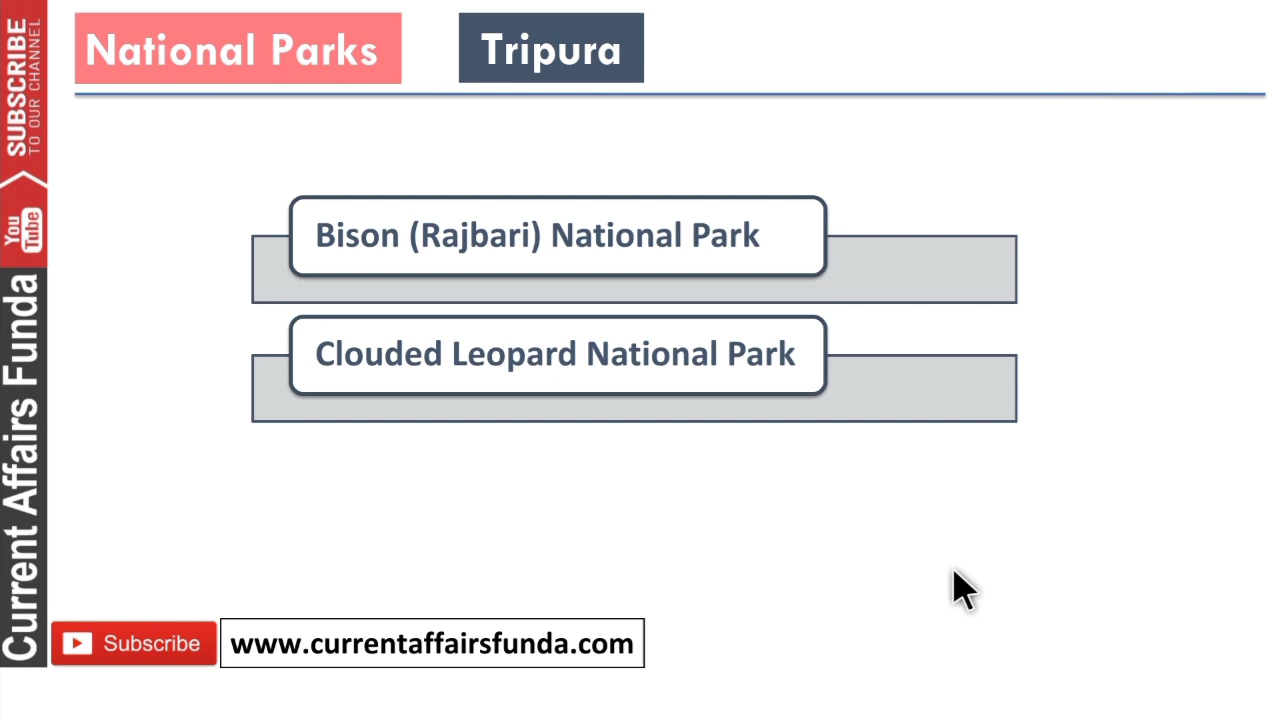 National Parks
Tripura
Bison (Rajbari) National Park
Clouded Leopard National Park
SUBSCRIBE
TO OUR CHANNEL
You
Tube
Current Affairs Funda
Subscribe
www.currentaffairsfunda.com